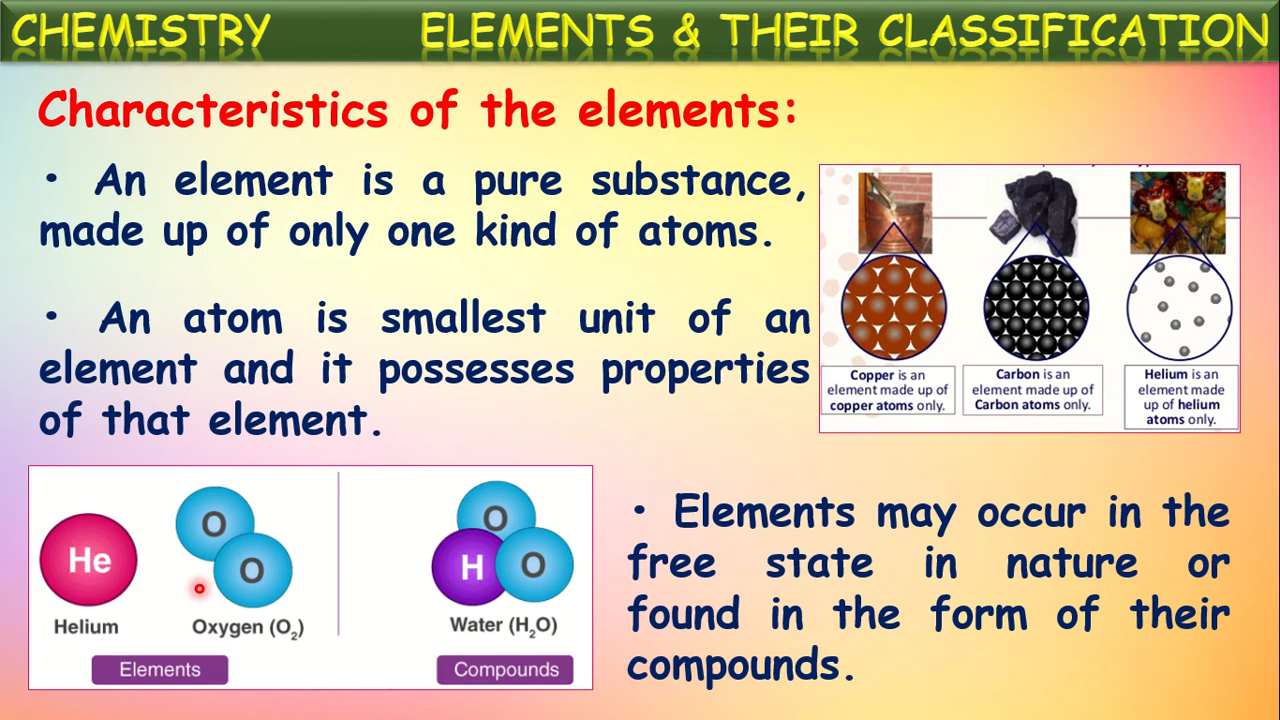 CHEMISTRY ELEMENTS & THEIR CLASSIFICATION
Characteristics of the elements:
• An element is a pure substance,
made up of only one kind of atoms.
• An atom is smallest unit of an
element and it possesses properties
of that element.
Copper is an
element made up of
copper atoms only.
Carbon is an
element made up of
Carbon atoms only.
Helium is an
element made
up of helium
atoms only.
He
O
O
Helium
Oxygen (O₂)
Elements
O
H
O
Water (H₂O)
Compounds
• Elements may occur in the
free state in nature or
found in the form of their
compounds.